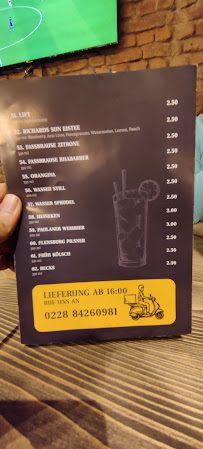 51. LIFT 2.50
52. RICHARDS SUN EISTEE 2.50
53. FASSBRAUSE ZITRONE 2.50
54. FASSBRAUSE RHABARBER 2.50
55. ORANGINA 2.50
56. WASSER STILL 2.50
57. WASSER SPRUDEL 2.50
58. HEINEKEN 3.00
59. PAULANER WEISSBIER 3.00
60. FLENSBURG PILSNER 2.50
61. FRÜH KÖLSCH 2.50
62. BECKS 2.50
LIEFERUNG AB 16:00
RUF UNS AN
0228 84260981